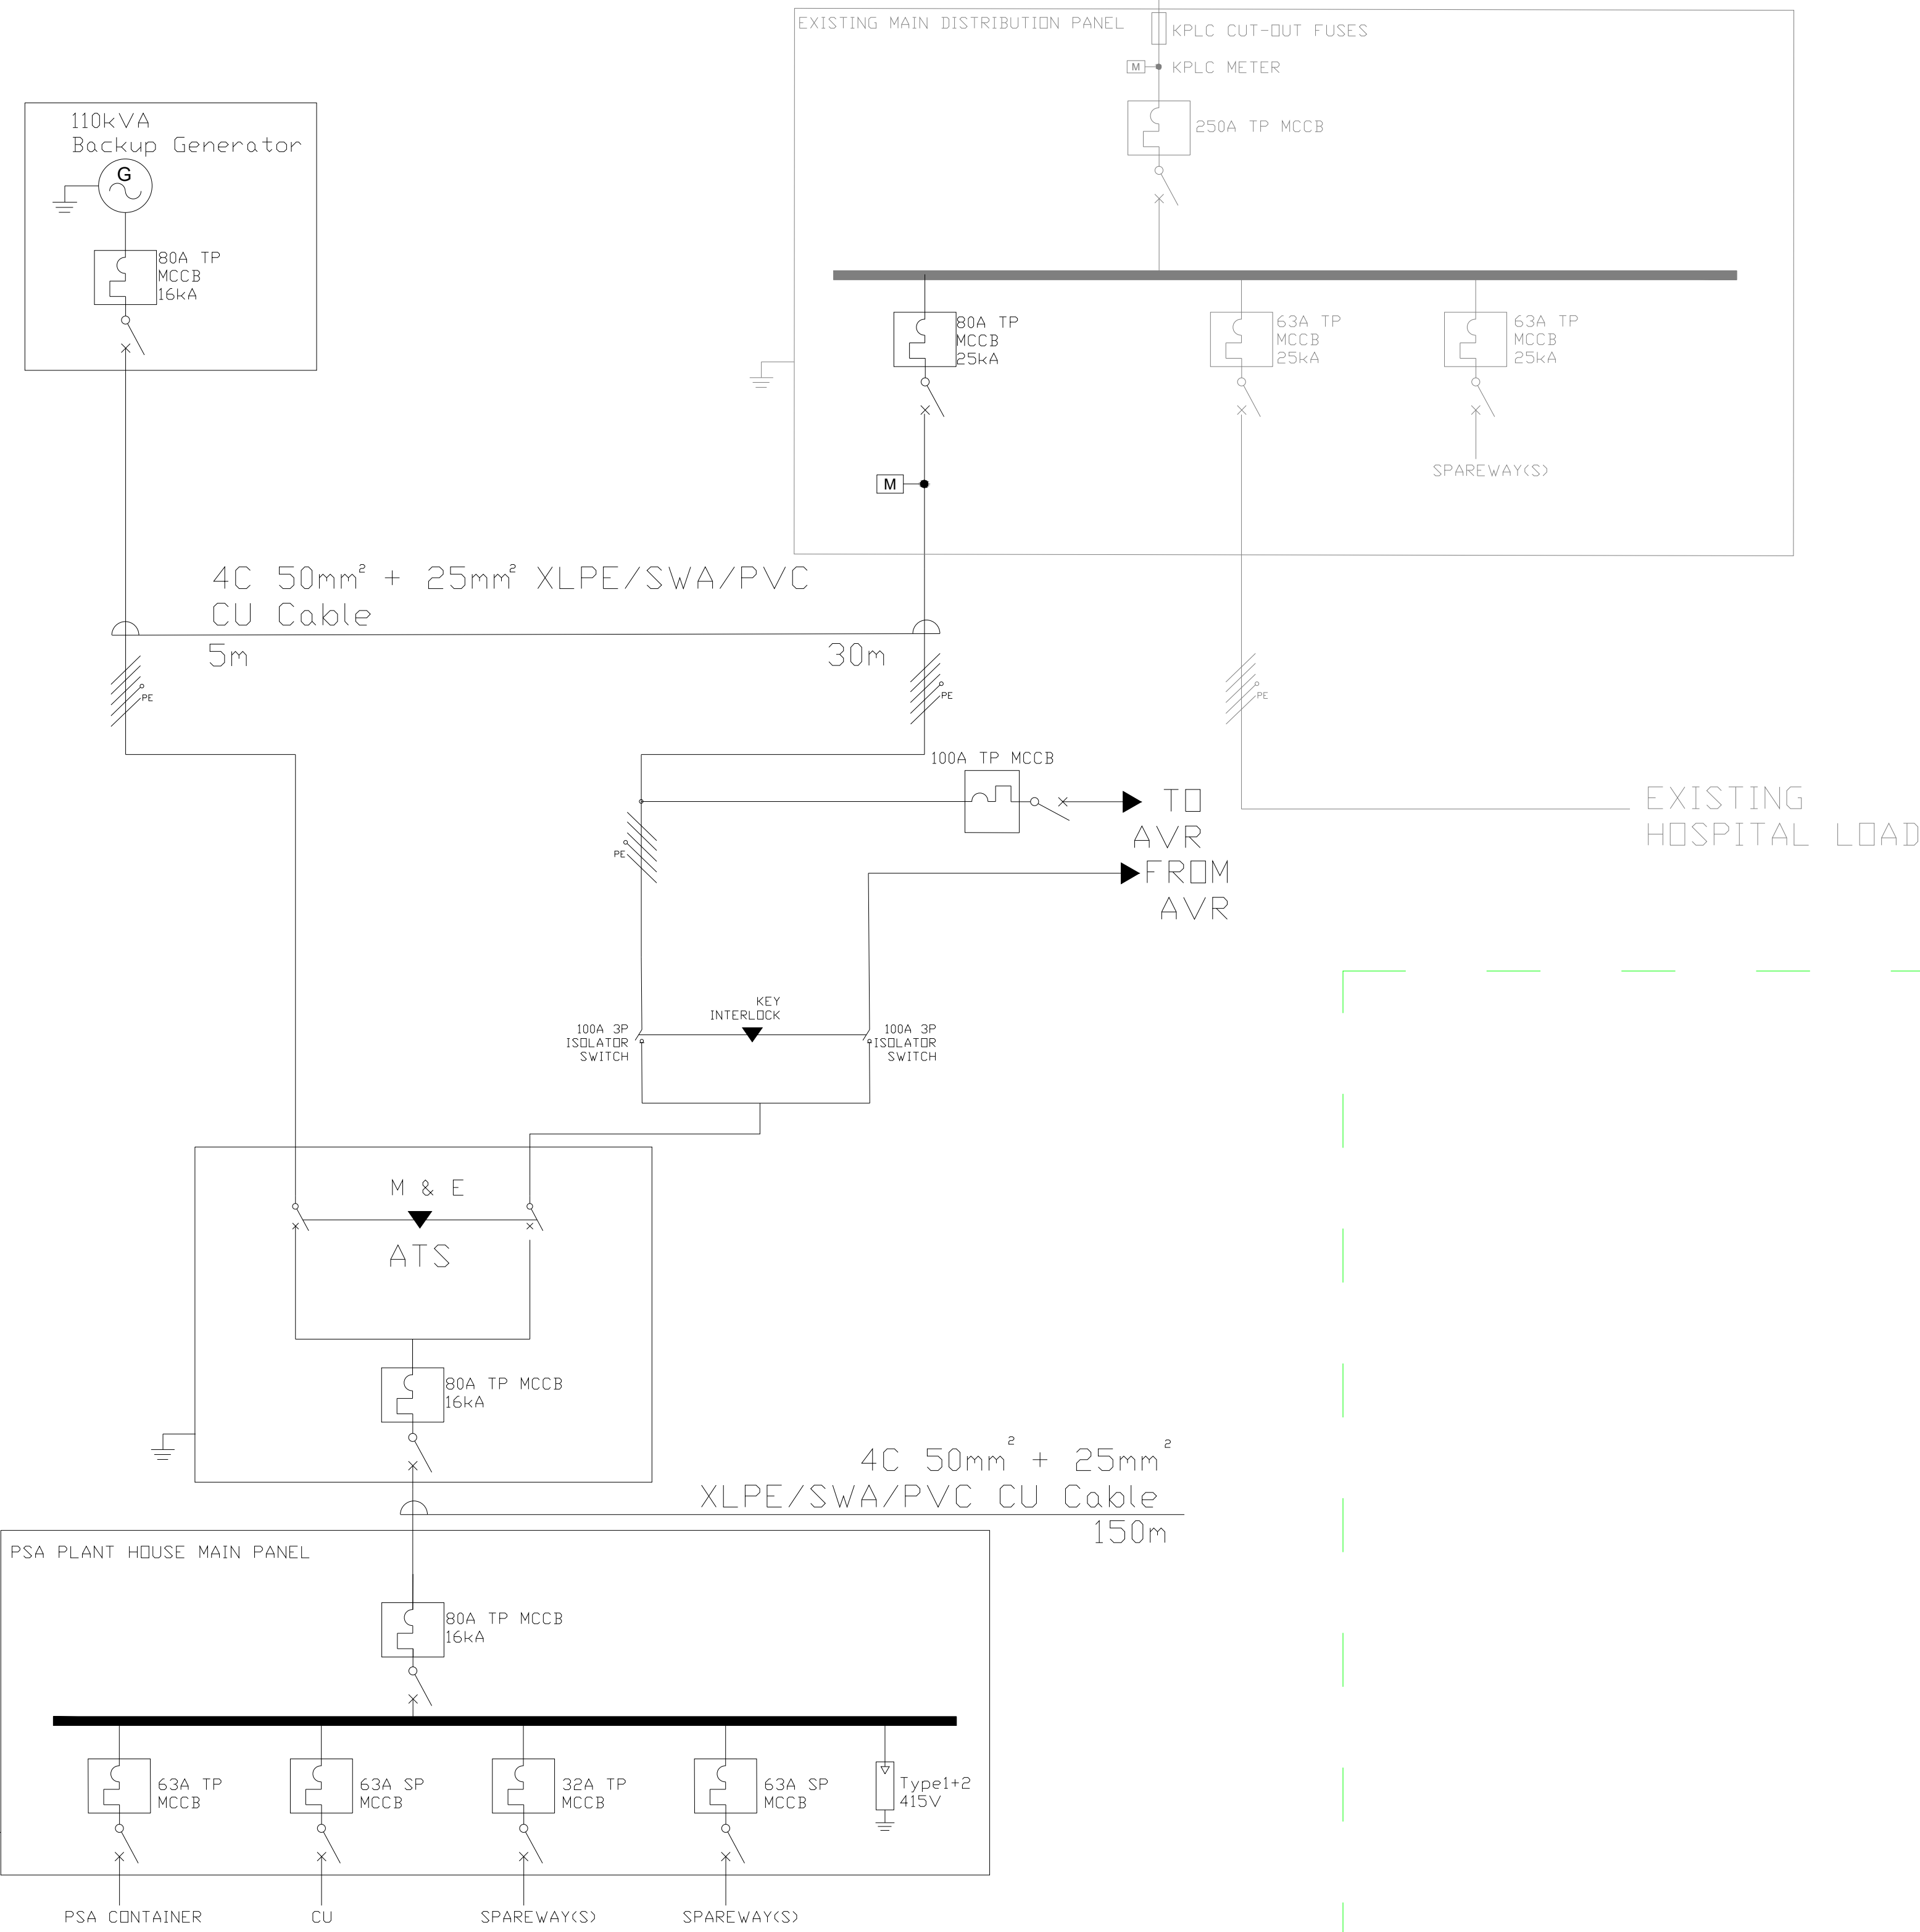 EXISTING MAIN DISTRIBUTION PANEL
KPLC CUT-OUT FUSES
M
KPLC METER
250A TP MCCB
110kVA
Backup Generator
G
80A TP
MCCB
16kA
80A TP
MCCB
25kA
63A TP
MCCB
25kA
63A TP
MCCB
25kA
SPAREWAY(S)
M
4C 50mm² + 25mm² XLPE/SWA/PVC
CU Cable
5m
30m
PE
PE
PE
100A TP MCCB
TO
AVR
FROM
AVR
EXISTING
HOSPITAL LOAD
PE
KEY
INTERLOCK
100A 3P
ISOLATOR
SWITCH
100A 3P
ISOLATOR
SWITCH
M & E
ATS
80A TP MCCB
16kA
4C 50mm² + 25mm²
XLPE/SWA/PVC CU Cable
150m
PSA PLANT HOUSE MAIN PANEL
80A TP MCCB
16kA
63A TP
MCCB
63A SP
MCCB
32A TP
MCCB
63A SP
MCCB
Type1+2
415V
PSA CONTAINER
CU
SPAREWAY(S)
SPAREWAY(S)